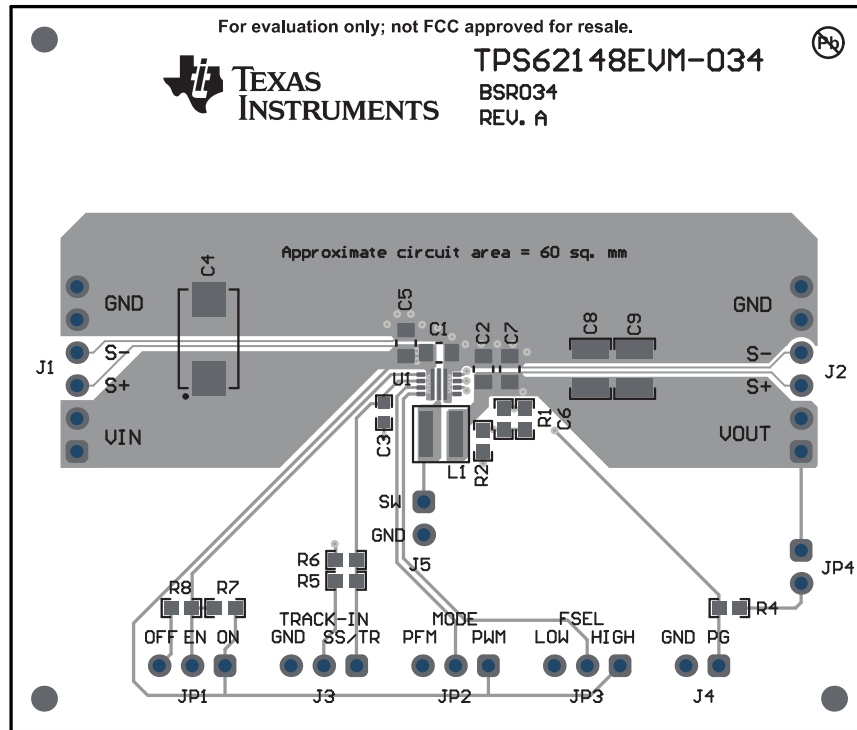 For evaluation only; not FCC approved for resale.
Pb
TEXAS
INSTRUMENTS
TPS62148EVM-034
BSR034
REV. A
Approximate circuit area = 60 sq. mm
C4
GND
C5
C1
C2
C7
C8
C9
GND
J1
S-
S+
U1
S-
S+
J2
VIN
C3
L1
R2
R1
C6
VOUT
SW
GND
J5
R6
R5
JP4
R8
R7
R4
TRACK-IN
MODE
FSEL
OFF EN ON
GND
SS/TR
PFM
PWM
LOW
HIGH
GND PG
JP1
J3
JP2
JP3
J4